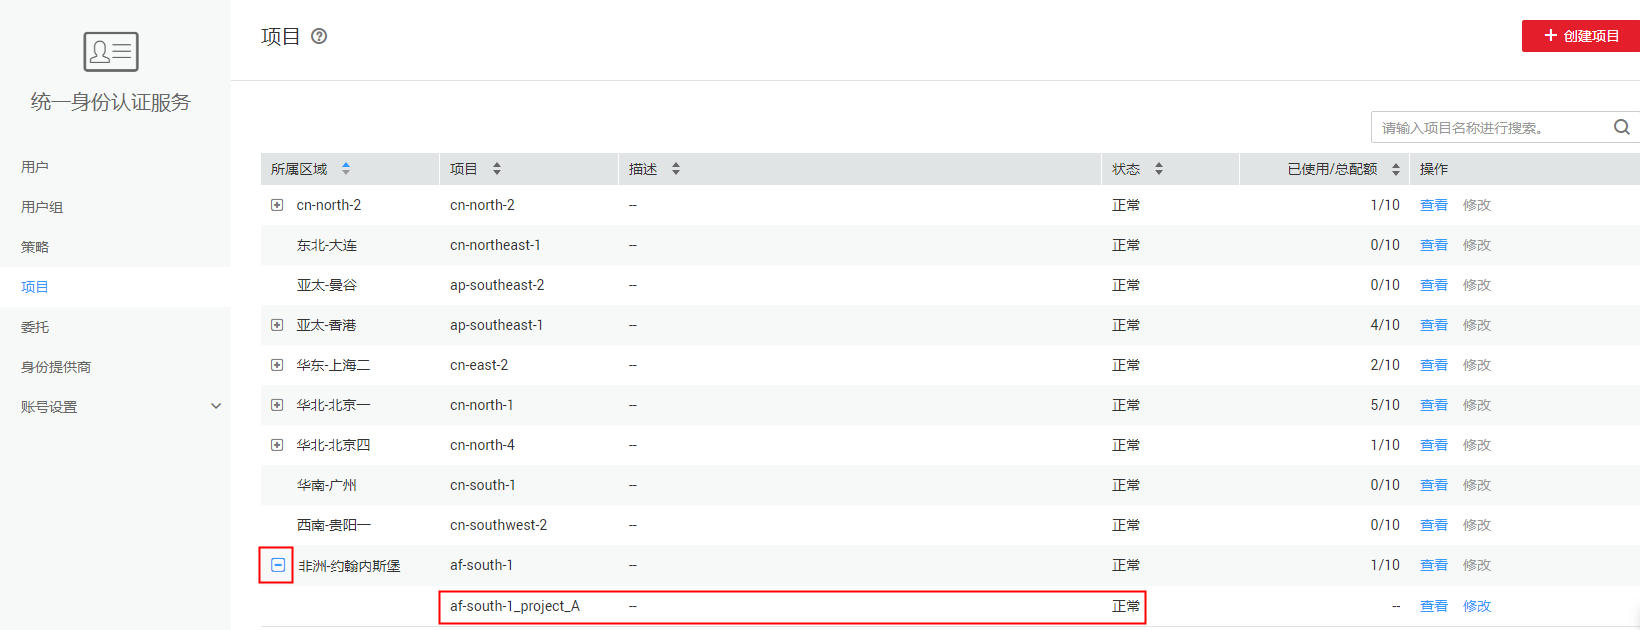 统一身份认证服务
用户
用户组
策略
项目
委托
身份提供商
账号设置
项目 ?
+ 创建项目
请输入项目名称进行搜索。
所属区域 项目 描述 状态 已使用/总配额 操作
cn-north-2 cn-north-2 -- 正常 1/10 查看 修改
东北-大连 cn-northeast-1 -- 正常 0/10 查看 修改
亚太-曼谷 ap-southeast-2 -- 正常 0/10 查看 修改
亚太-香港 ap-southeast-1 -- 正常 4/10 查看 修改
华东-上海二 cn-east-2 -- 正常 2/10 查看 修改
华北-北京一 cn-north-1 -- 正常 5/10 查看 修改
华北-北京四 cn-north-4 -- 正常 1/10 查看 修改
华南-广州 cn-south-1 -- 正常 0/10 查看 修改
西南-贵阳一 cn-southwest-2 -- 正常 0/10 查看 修改
非洲-约翰内斯堡 af-south-1 -- 正常 1/10 查看 修改
af-south-1_project_A -- 正常 -- 查看 修改